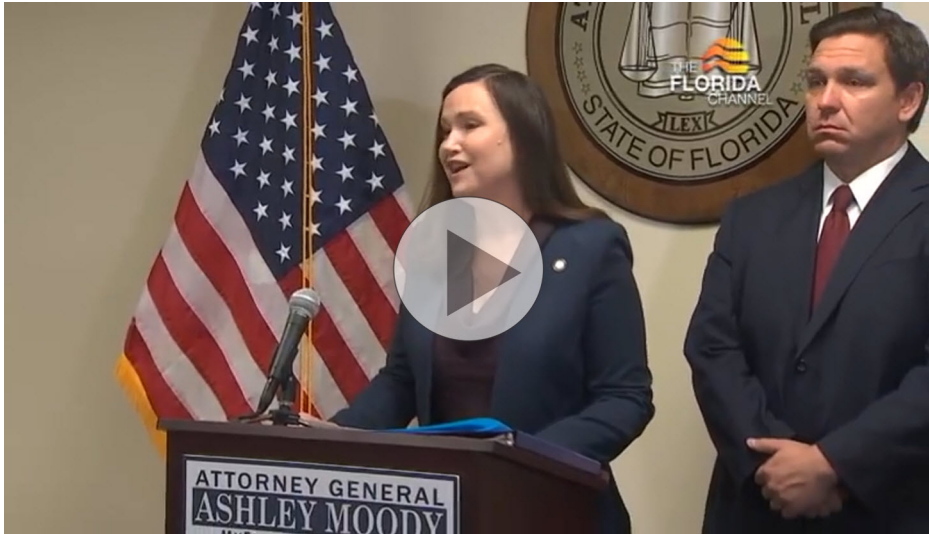 THE
FLORIDA
CHANNEL
LEX
STATE OF FLORIDA
ATTORNEY GENERAL
ASHLEY MOODY